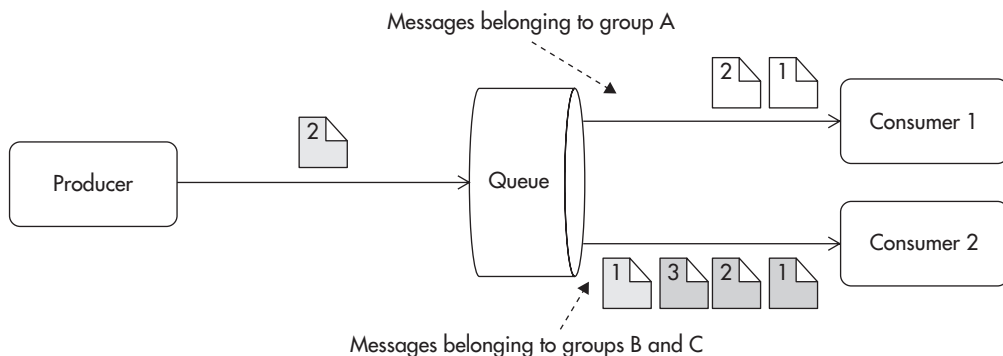 Messages belonging to group A
2 1
Consumer 1
2
Producer
Queue
Consumer 2
1 3 2 1
Messages belonging to groups B and C